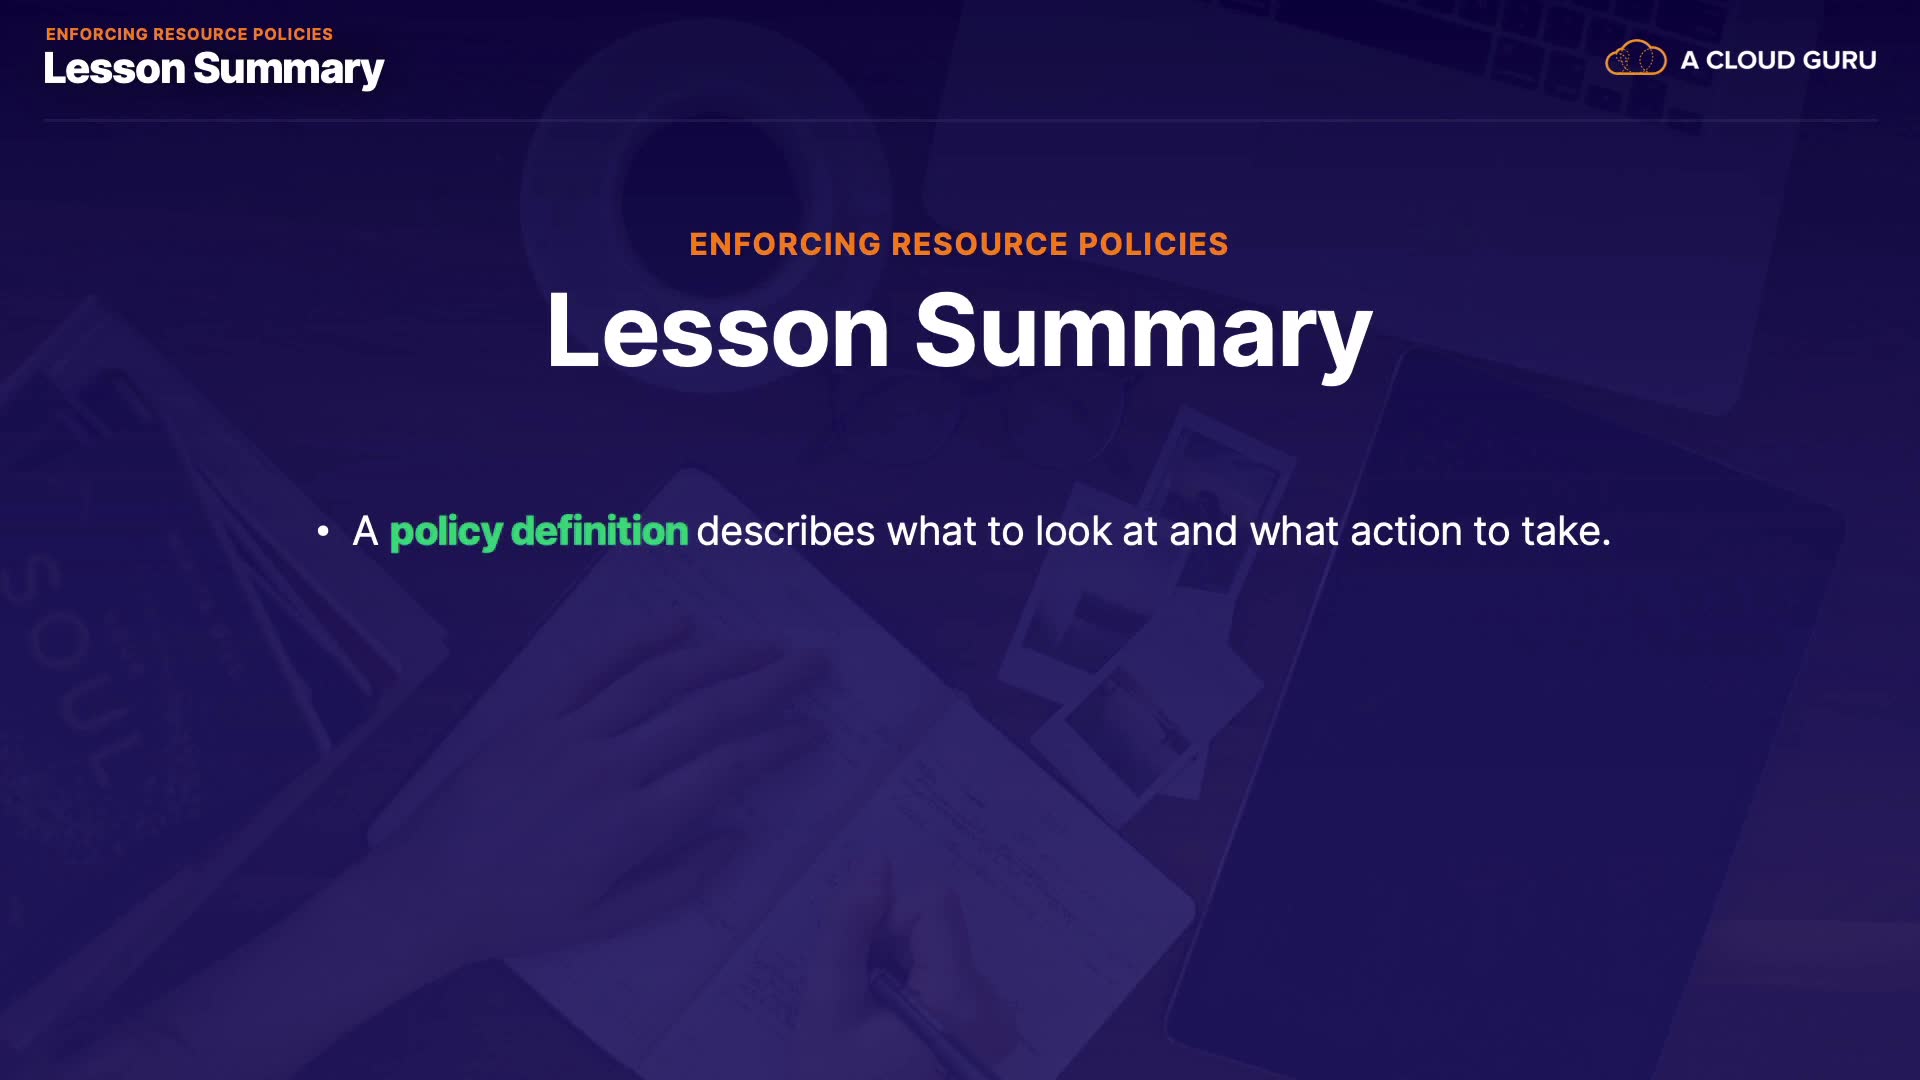 ENFORCING RESOURCE POLICIES
Lesson Summary
A CLOUD GURU
ENFORCING RESOURCE POLICIES
Lesson Summary
• A policy definition describes what to look at and what action to take.
SOUL